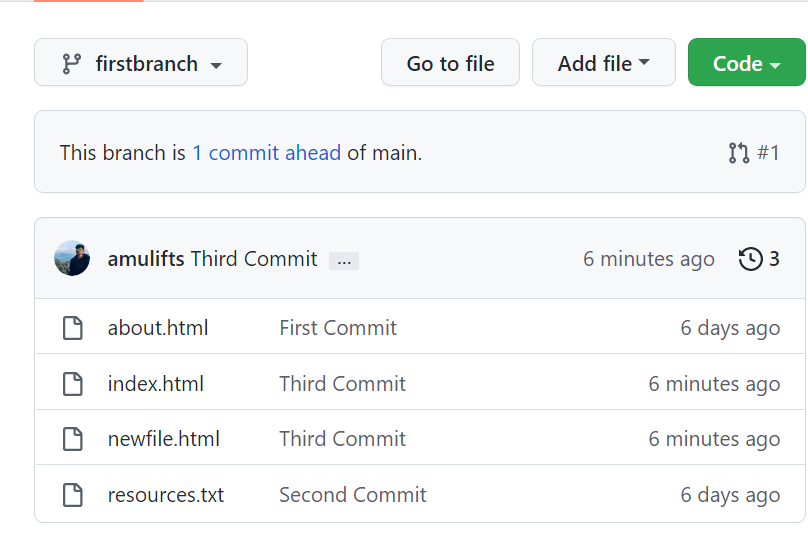 firstbranch Go to file Add file Code
This branch is 1 commit ahead of main. #1
amulifts Third Commit ... 6 minutes ago 3
about.html First Commit 6 days ago
index.html Third Commit 6 minutes ago
newfile.html Third Commit 6 minutes ago
resources.txt Second Commit 6 days ago